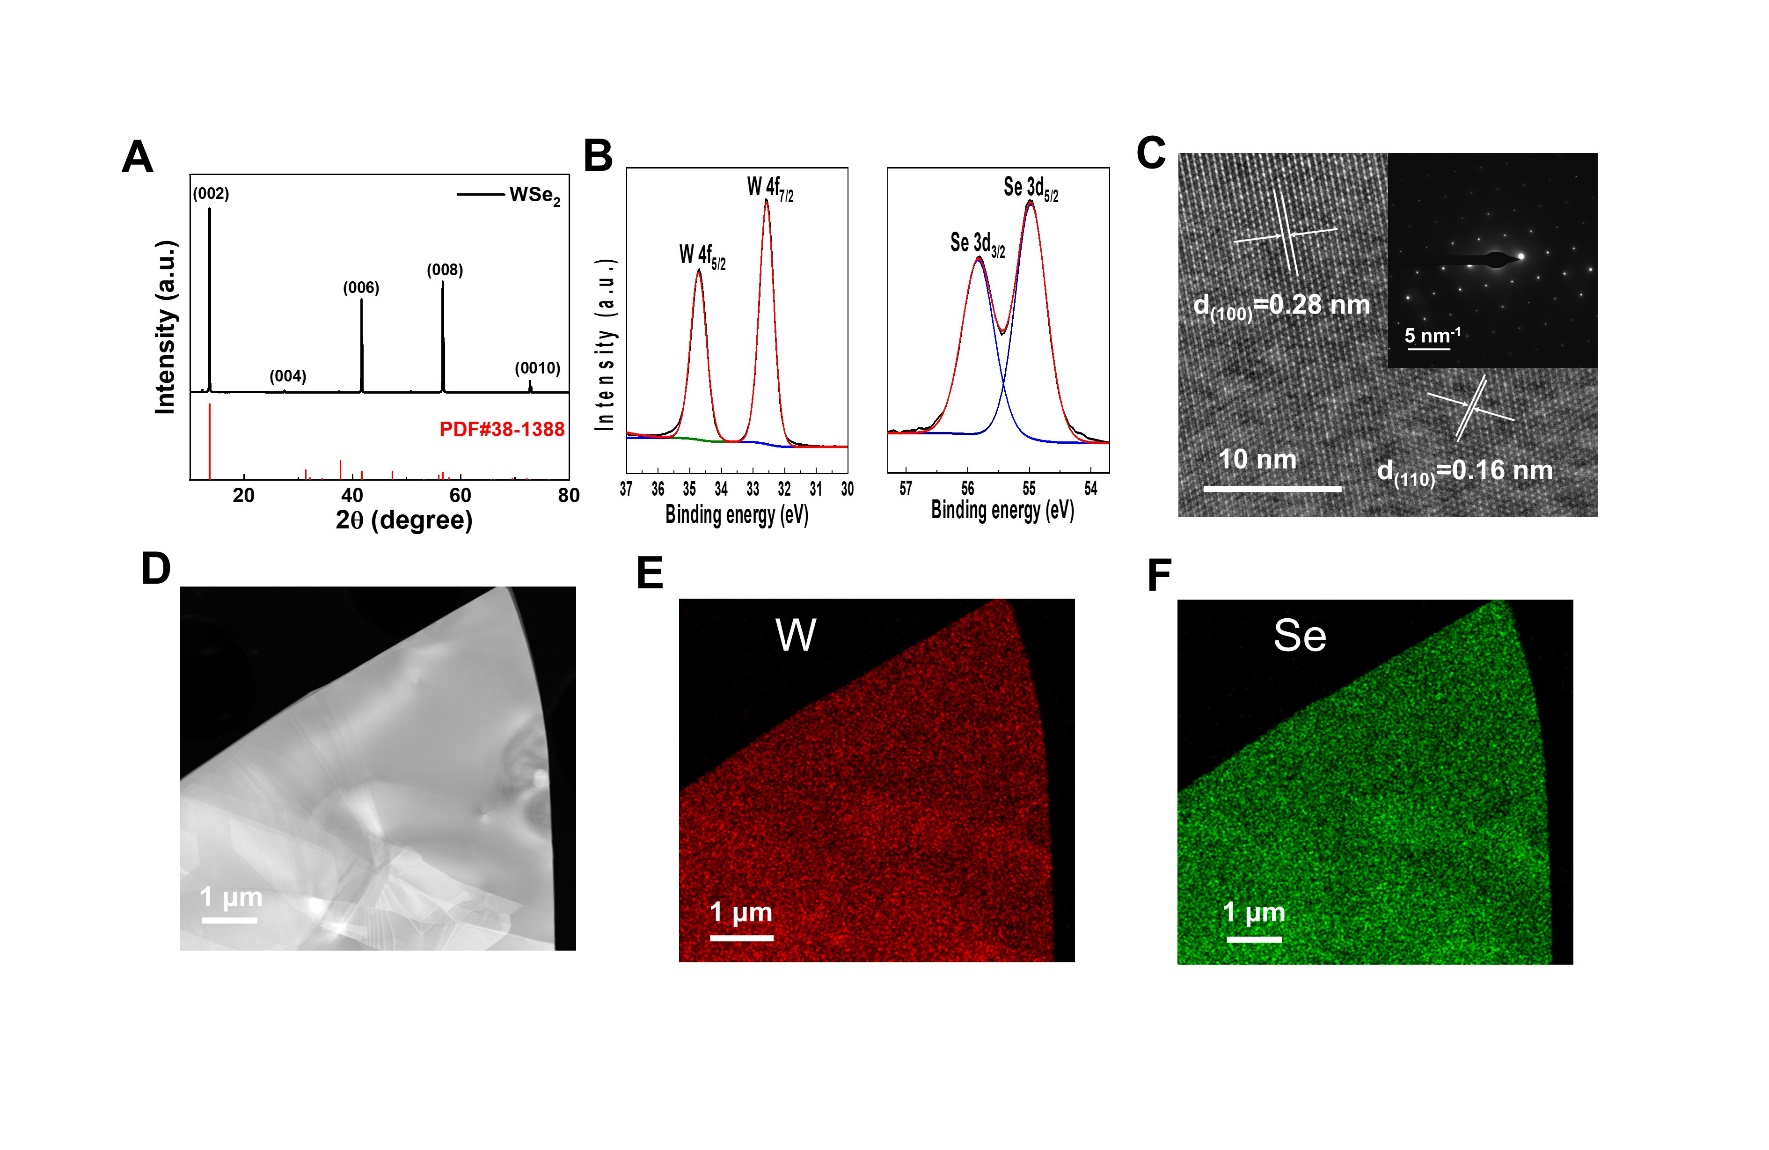 A
(002)
WSe2
(004)
(006)
(008)
(0010)
PDF#38-1388
Intensity (a.u.)
20
40
60
80
2θ (degree)
B
W 4f5/2
W 4f7/2
Intensity (a.u.)
37
36
35
34
33
32
31
30
Binding energy (eV)
Se 3d3/2
Se 3d5/2
57
56
55
54
Binding energy (eV)
C
d(100)=0.28 nm
5 nm-1
10 nm
d(110)=0.16 nm
D
1 μm
E
W
1 μm
F
Se
1 μm